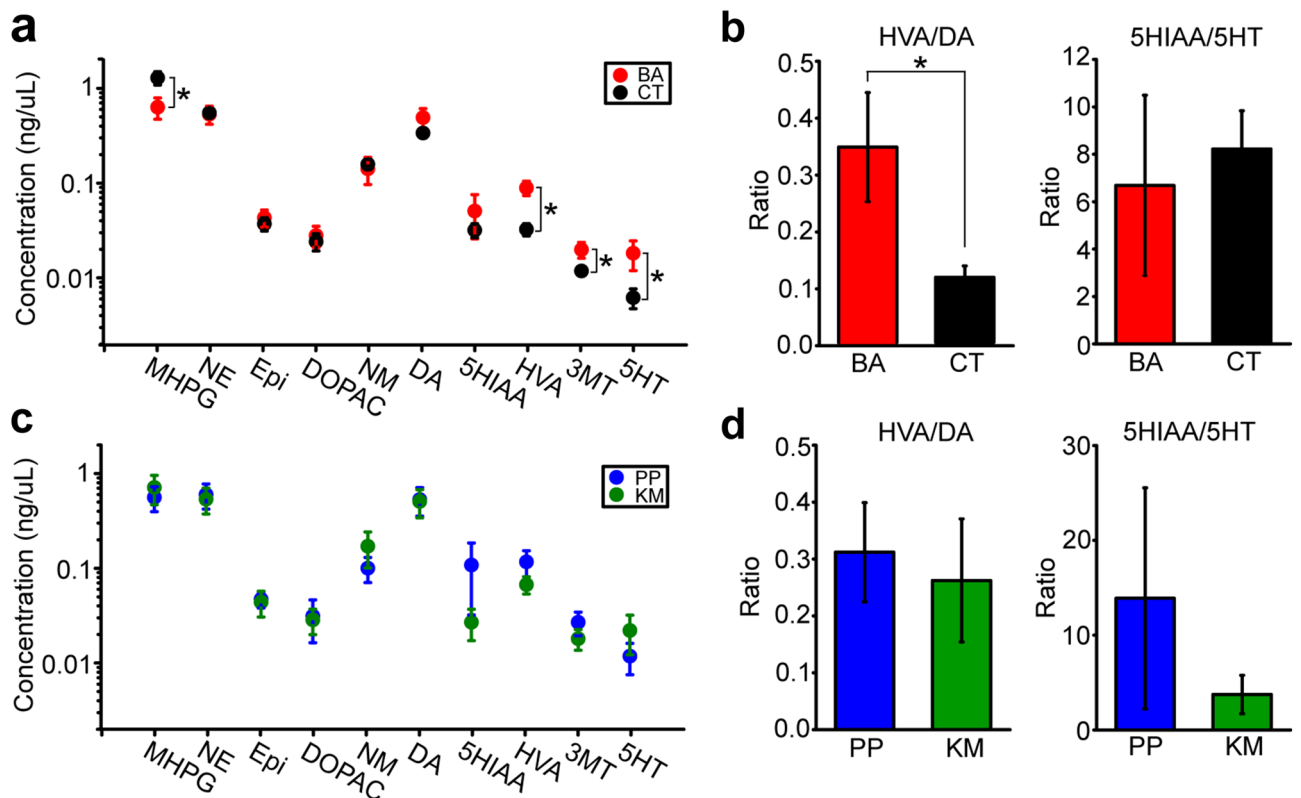 a
Concentration (ng/uL)
1
0.1
0.01
BA
CT
*
*
*
*
MHPG
NE
Epi
DOPAC
NM
DA
5HIAA
HVA
3MT
5HT
b
HVA/DA
Ratio
0.5
0.4
0.3
0.2
0.1
0.0
*
BA
CT
5HIAA/5HT
Ratio
12
10
8
6
4
2
0
BA
CT
c
Concentration (ng/uL)
1
0.1
0.01
PP
KM
MHPG
NE
Epi
DOPAC
NM
DA
5HIAA
HVA
3MT
5HT
d
HVA/DA
Ratio
0.5
0.4
0.3
0.2
0.1
0.0
PP
KM
5HIAA/5HT
Ratio
30
20
10
0
PP
KM